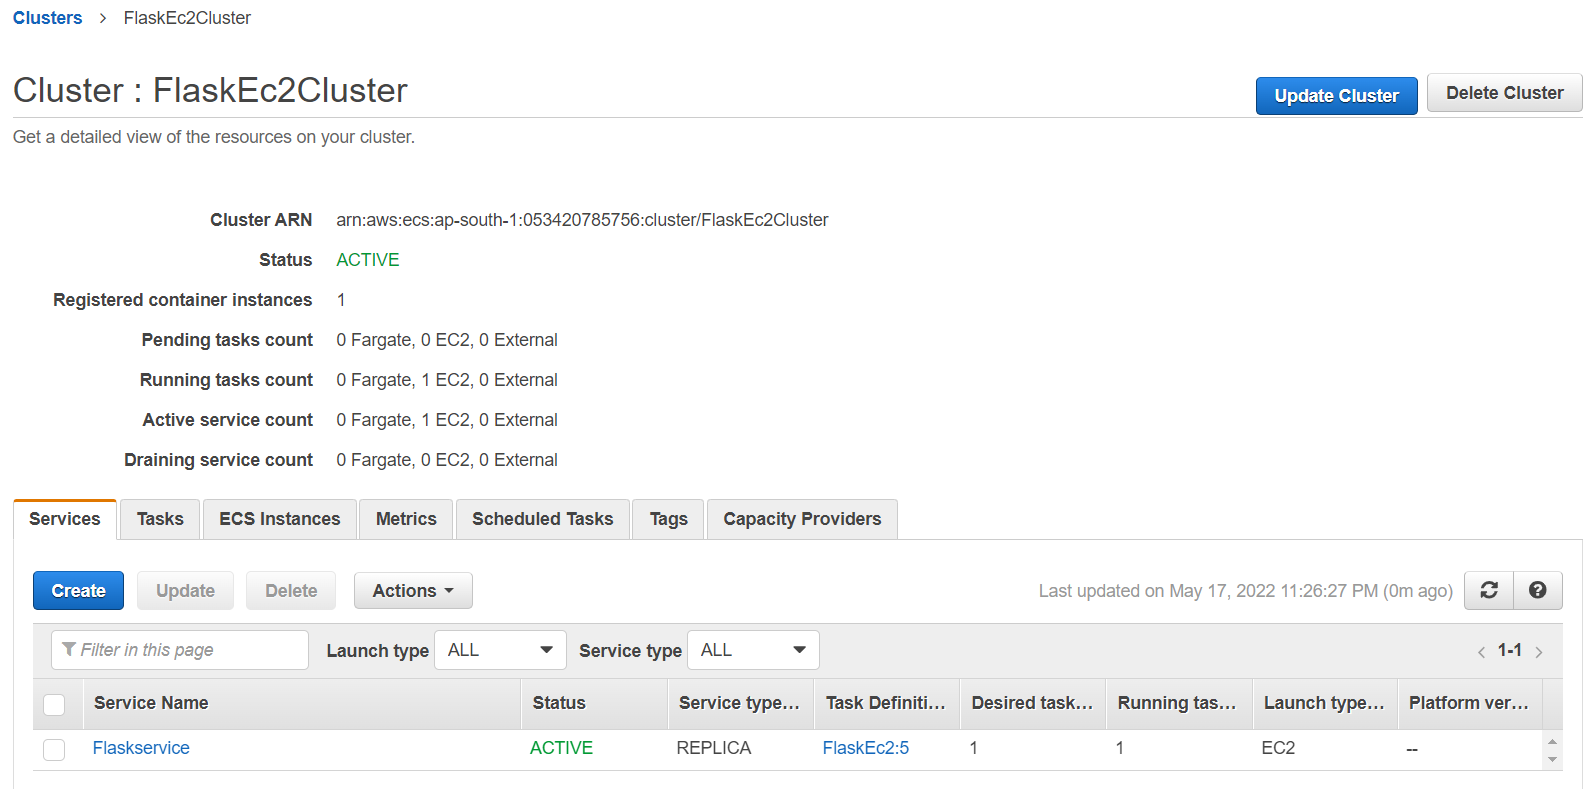 Clusters > FlaskEc2Cluster
Cluster : FlaskEc2Cluster
Update Cluster
Delete Cluster
Get a detailed view of the resources on your cluster.
Cluster ARN arn:aws:ecs:ap-south-1:053420785756:cluster/FlaskEc2Cluster
Status ACTIVE
Registered container instances 1
Pending tasks count 0 Fargate, 0 EC2, 0 External
Running tasks count 0 Fargate, 1 EC2, 0 External
Active service count 0 Fargate, 1 EC2, 0 External
Draining service count 0 Fargate, 0 EC2, 0 External
Services Tasks ECS Instances Metrics Scheduled Tasks Tags Capacity Providers
Create Update Delete Actions Last updated on May 17, 2022 11:26:27 PM (0m ago) ?
Filter in this page Launch type ALL Service type ALL < 1-1 >
Service Name Status Service type... Task Definiti... Desired task... Running tas... Launch type... Platform ver...
Flaskservice ACTIVE REPLICA FlaskEc2:5 1 1 EC2 --